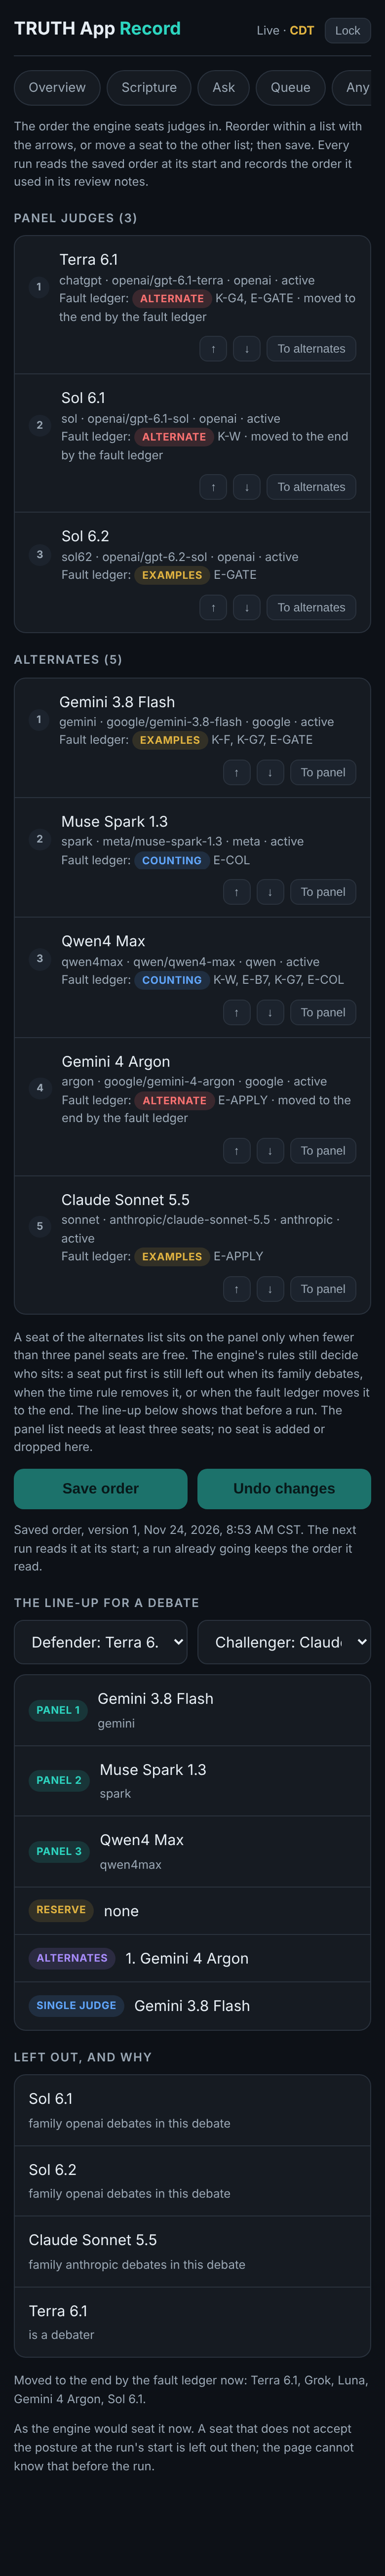 TRUTH App Record
Live · CDT
Lock
Overview
Scripture
Ask
Queue
Any
The order the engine seats judges in. Reorder within a list with
the arrows, or move a seat to the other list; then save. Every
run reads the saved order at its start and records the order it
used in its review notes.
PANEL JUDGES (3)
1
Terra 6.1
chatgpt · openai/gpt-6.1-terra · openai · active
Fault ledger: ALTERNATE K-G4, E-GATE · moved to
the end by the fault ledger
↑ ↓ To alternates
2
Sol 6.1
sol · openai/gpt-6.1-sol · openai · active
Fault ledger: ALTERNATE K-W · moved to the end
by the fault ledger
↑ ↓ To alternates
3
Sol 6.2
sol62 · openai/gpt-6.2-sol · openai · active
Fault ledger: EXAMPLES E-GATE
↑ ↓ To alternates
ALTERNATES (5)
1
Gemini 3.8 Flash
gemini · google/gemini-3.8-flash · google · active
Fault ledger: EXAMPLES K-F, K-G7, E-GATE
↑ ↓ To panel
2
Muse Spark 1.3
spark · meta/muse-spark-1.3 · meta · active
Fault ledger: COUNTING E-COL
↑ ↓ To panel
3
Qwen4 Max
qwen4max · qwen/qwen4-max · qwen · active
Fault ledger: COUNTING K-W, E-B7, K-G7, E-COL
↑ ↓ To panel
4
Gemini 4 Argon
argon · google/gemini-4-argon · google · active
Fault ledger: ALTERNATE E-APPLY · moved to the
end by the fault ledger
↑ ↓ To panel
5
Claude Sonnet 5.5
sonnet · anthropic/claude-sonnet-5.5 · anthropic ·
active
Fault ledger: EXAMPLES E-APPLY
↑ ↓ To panel
A seat of the alternates list sits on the panel only when fewer
than three panel seats are free. The engine's rules still decide
who sits: a seat put first is still left out when its family debates,
when the time rule removes it, or when the fault ledger moves it
to the end. The line-up below shows that before a run. The
panel list needs at least three seats; no seat is added or
dropped here.
Save order
Undo changes
Saved order, version 1, Nov 24, 2026, 8:53 AM CST. The next
run reads it at its start; a run already going keeps the order it
read.
THE LINE-UP FOR A DEBATE
Defender: Terra 6.
Challenger: Claud
PANEL 1
Gemini 3.8 Flash
gemini
PANEL 2
Muse Spark 1.3
spark
PANEL 3
Qwen4 Max
qwen4max
RESERVE none
ALTERNATES 1. Gemini 4 Argon
SINGLE JUDGE Gemini 3.8 Flash
LEFT OUT, AND WHY
Sol 6.1
family openai debates in this debate
Sol 6.2
family openai debates in this debate
Claude Sonnet 5.5
family anthropic debates in this debate
Terra 6.1
is a debater
Moved to the end by the fault ledger now: Terra 6.1, Grok, Luna,
Gemini 4 Argon, Sol 6.1.
As the engine would seat it now. A seat that does not accept
the posture at the run's start is left out then; the page cannot
know that before the run.